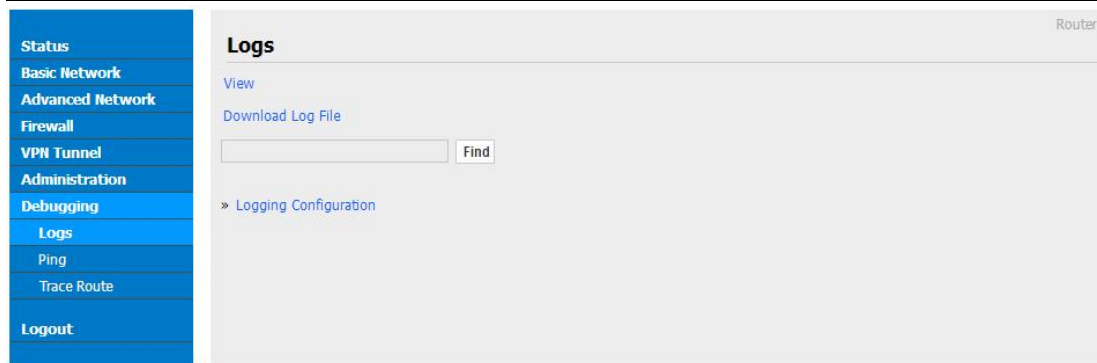 Router
Status
Basic Network
Advanced Network
Firewall
VPN Tunnel
Administration
Debugging
Logs
Ping
Trace Route
Logout
Logs
View
Download Log File
Find
» Logging Configuration